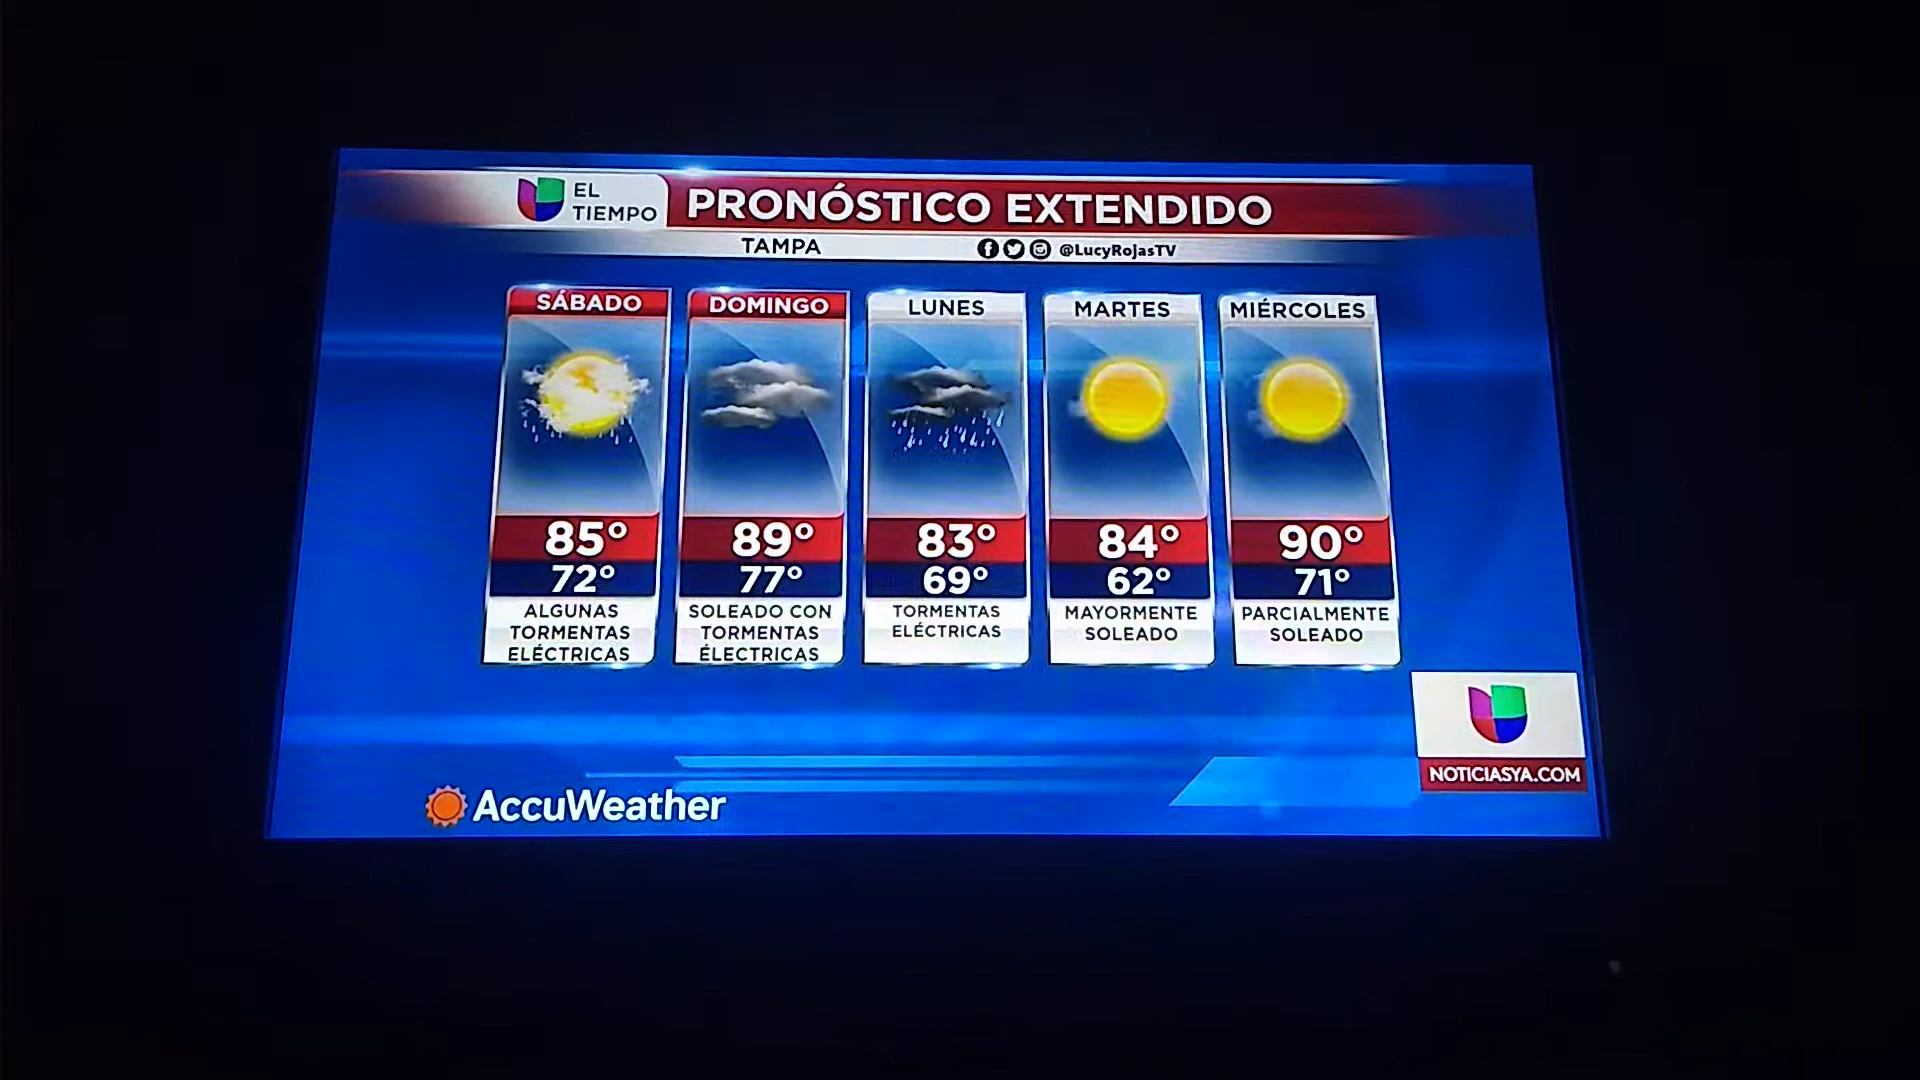 EL
TIEMPO
PRONÓSTICO EXTENDIDO
TAMPA
@LucyRojasTV
SÁBADO
DOMINGO
LUNES
MARTES
MIÉRCOLES
85°
89°
83°
84°
90°
72°
77°
69°
62°
71°
ALGUNAS
TORMENTAS
ELÉCTRICAS
SOLEADO CON
TORMENTAS
ÉLECTRICAS
TORMENTAS
ELÉCTRICAS
MAYORMENTE
SOLEADO
PARCIALMENTE
SOLEADO
NOTICIASYA.COM
AccuWeather